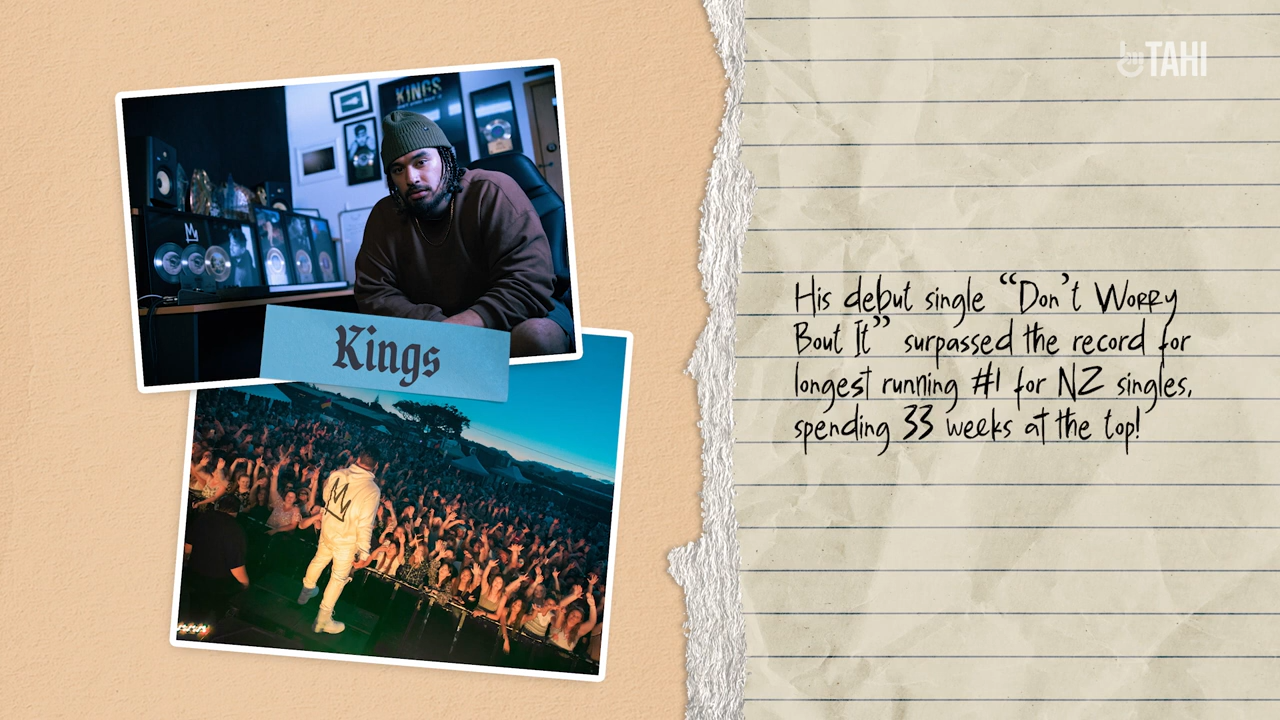 KINGS
Kings
TAHI
His debut single “Don’t Worry
Bout It” surpassed the record for
longest running #1 for NZ singles,
spending 33 weeks at the top!